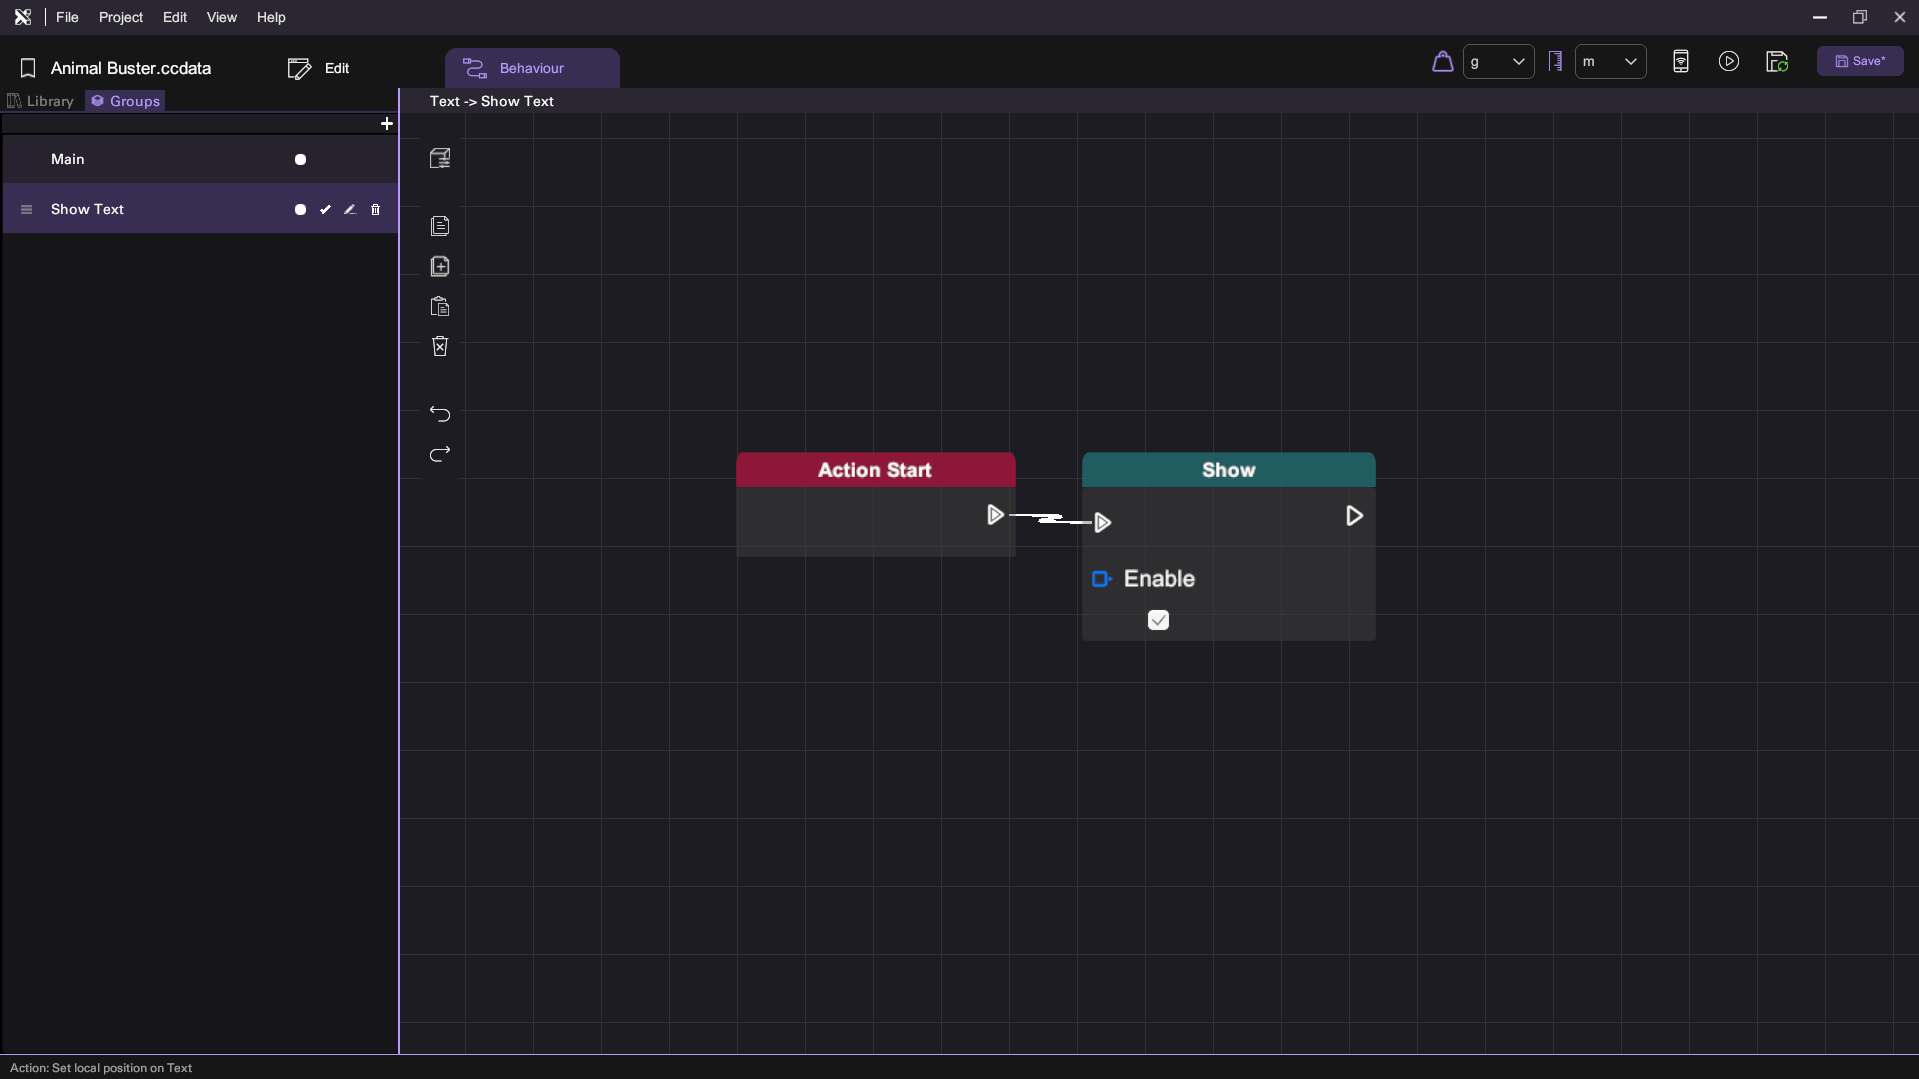 File Project Edit View Help
Animal Buster.ccdata Edit Behaviour g m Save*
Library Groups Text -> Show Text
Main
Show Text
Action Start
Show
Enable
Action: Set local position on Text